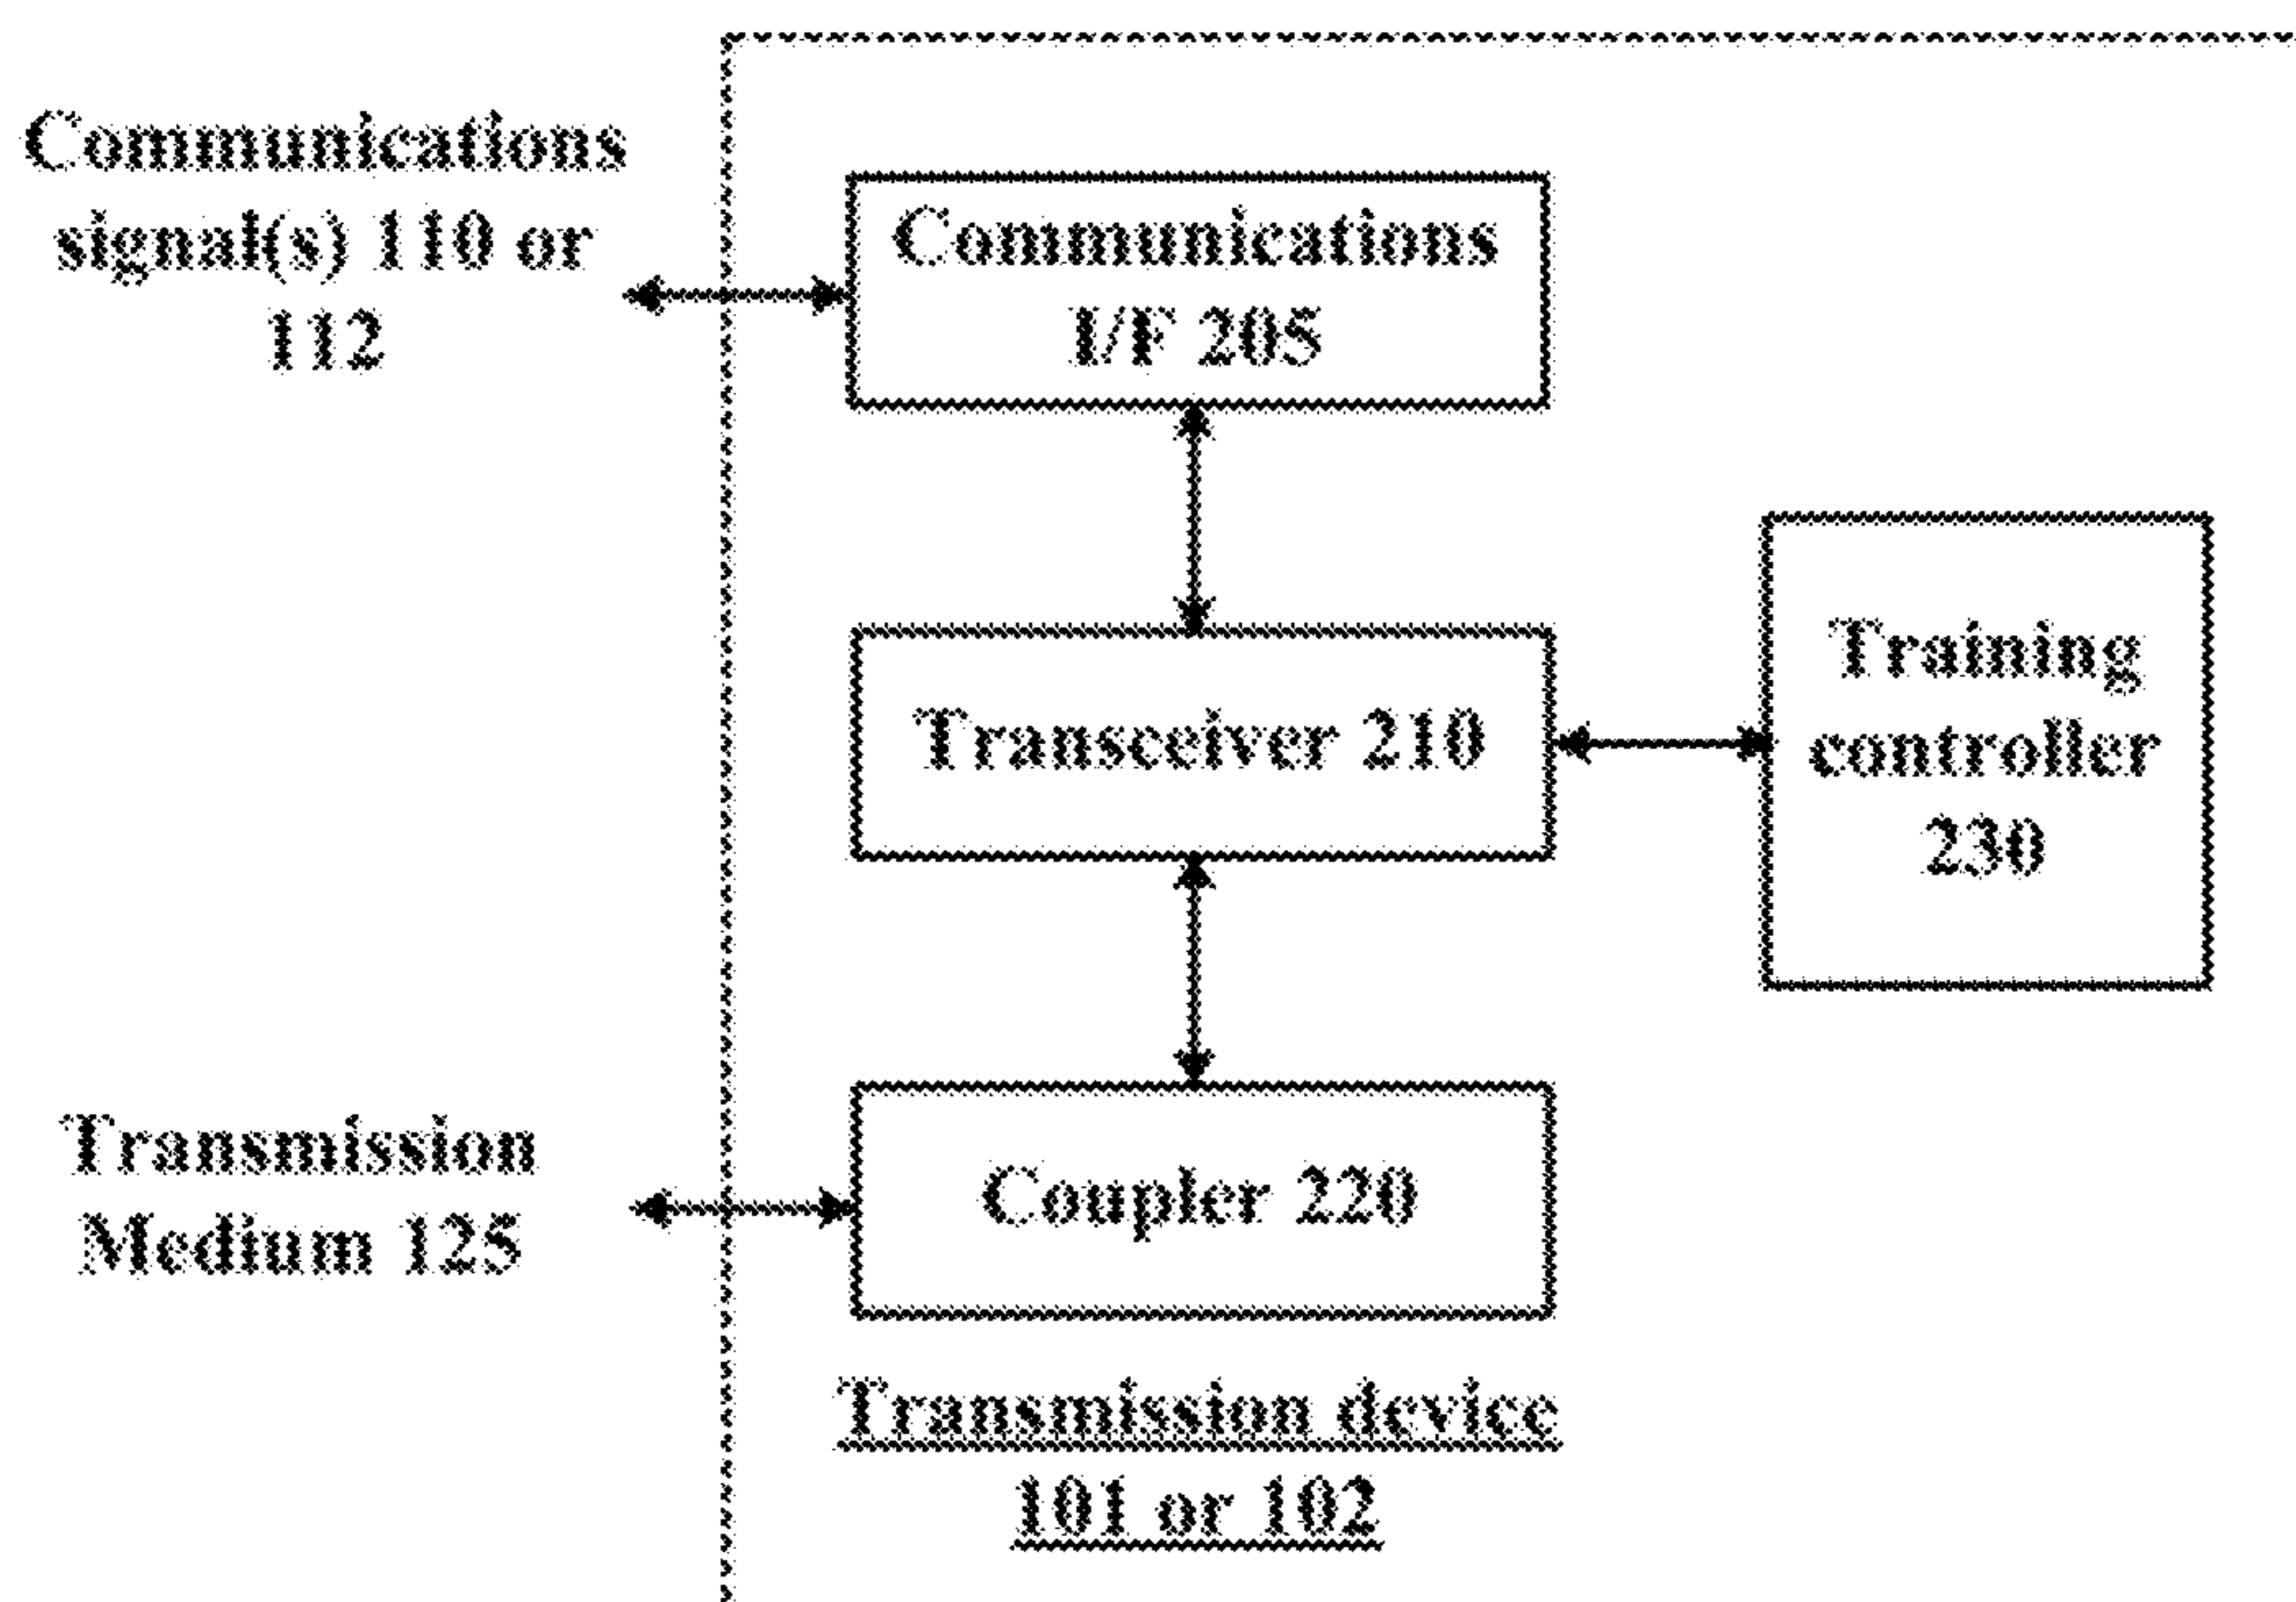 Communications
signal(s) 110 or
112
Communications
I/F 205
Transceiver 210
Training
controller
230
Transmission
Medium 125
Coupler 220
Transmission device
101 or 102